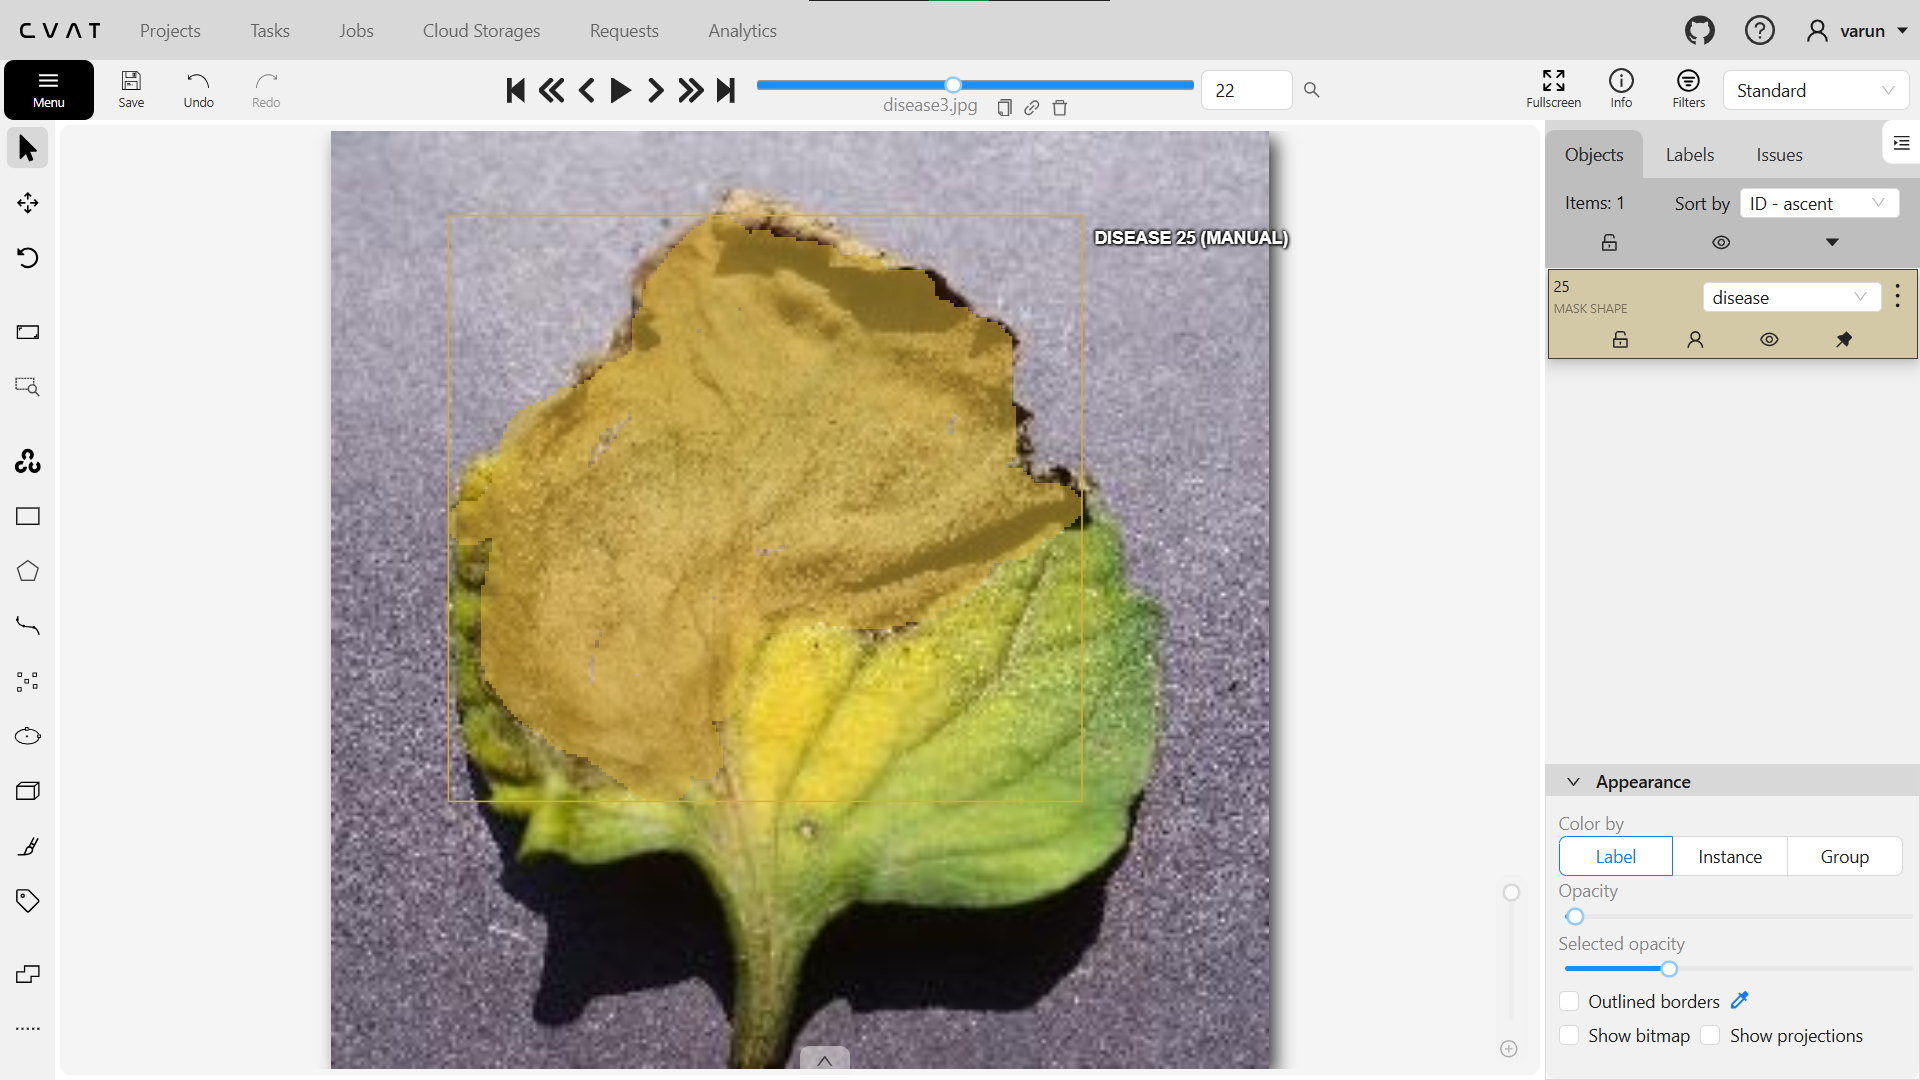 CVAT
Projects
Tasks
Jobs
Cloud Storages
Requests
Analytics
varun
Menu
Save
Undo
Redo
disease3.jpg
22
Fullscreen
Info
Filters
Standard
Objects
Labels
Issues
Items: 1
Sort by
ID - ascent
DISEASE 25 (MANUAL)
25
MASK SHAPE
disease
Appearance
Color by
Label
Instance
Group
Opacity
Selected opacity
Outlined borders
Show bitmap
Show projections